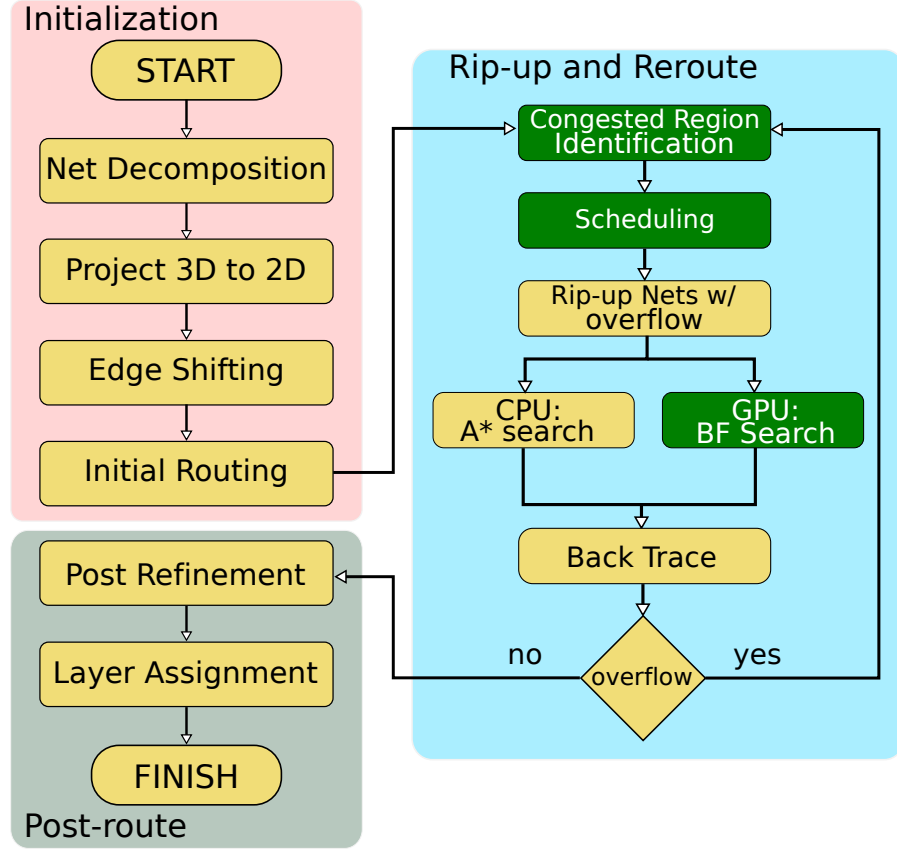 Initialization
START
Net Decomposition
Project 3D to 2D
Edge Shifting
Initial Routing
Rip-up and Reroute
Congested Region
Identification
Scheduling
Rip-up Nets w/
overflow
CPU:
A* search
GPU:
BF Search
Back Trace
overflow
no
yes
Post Refinement
Layer Assignment
FINISH
Post-route